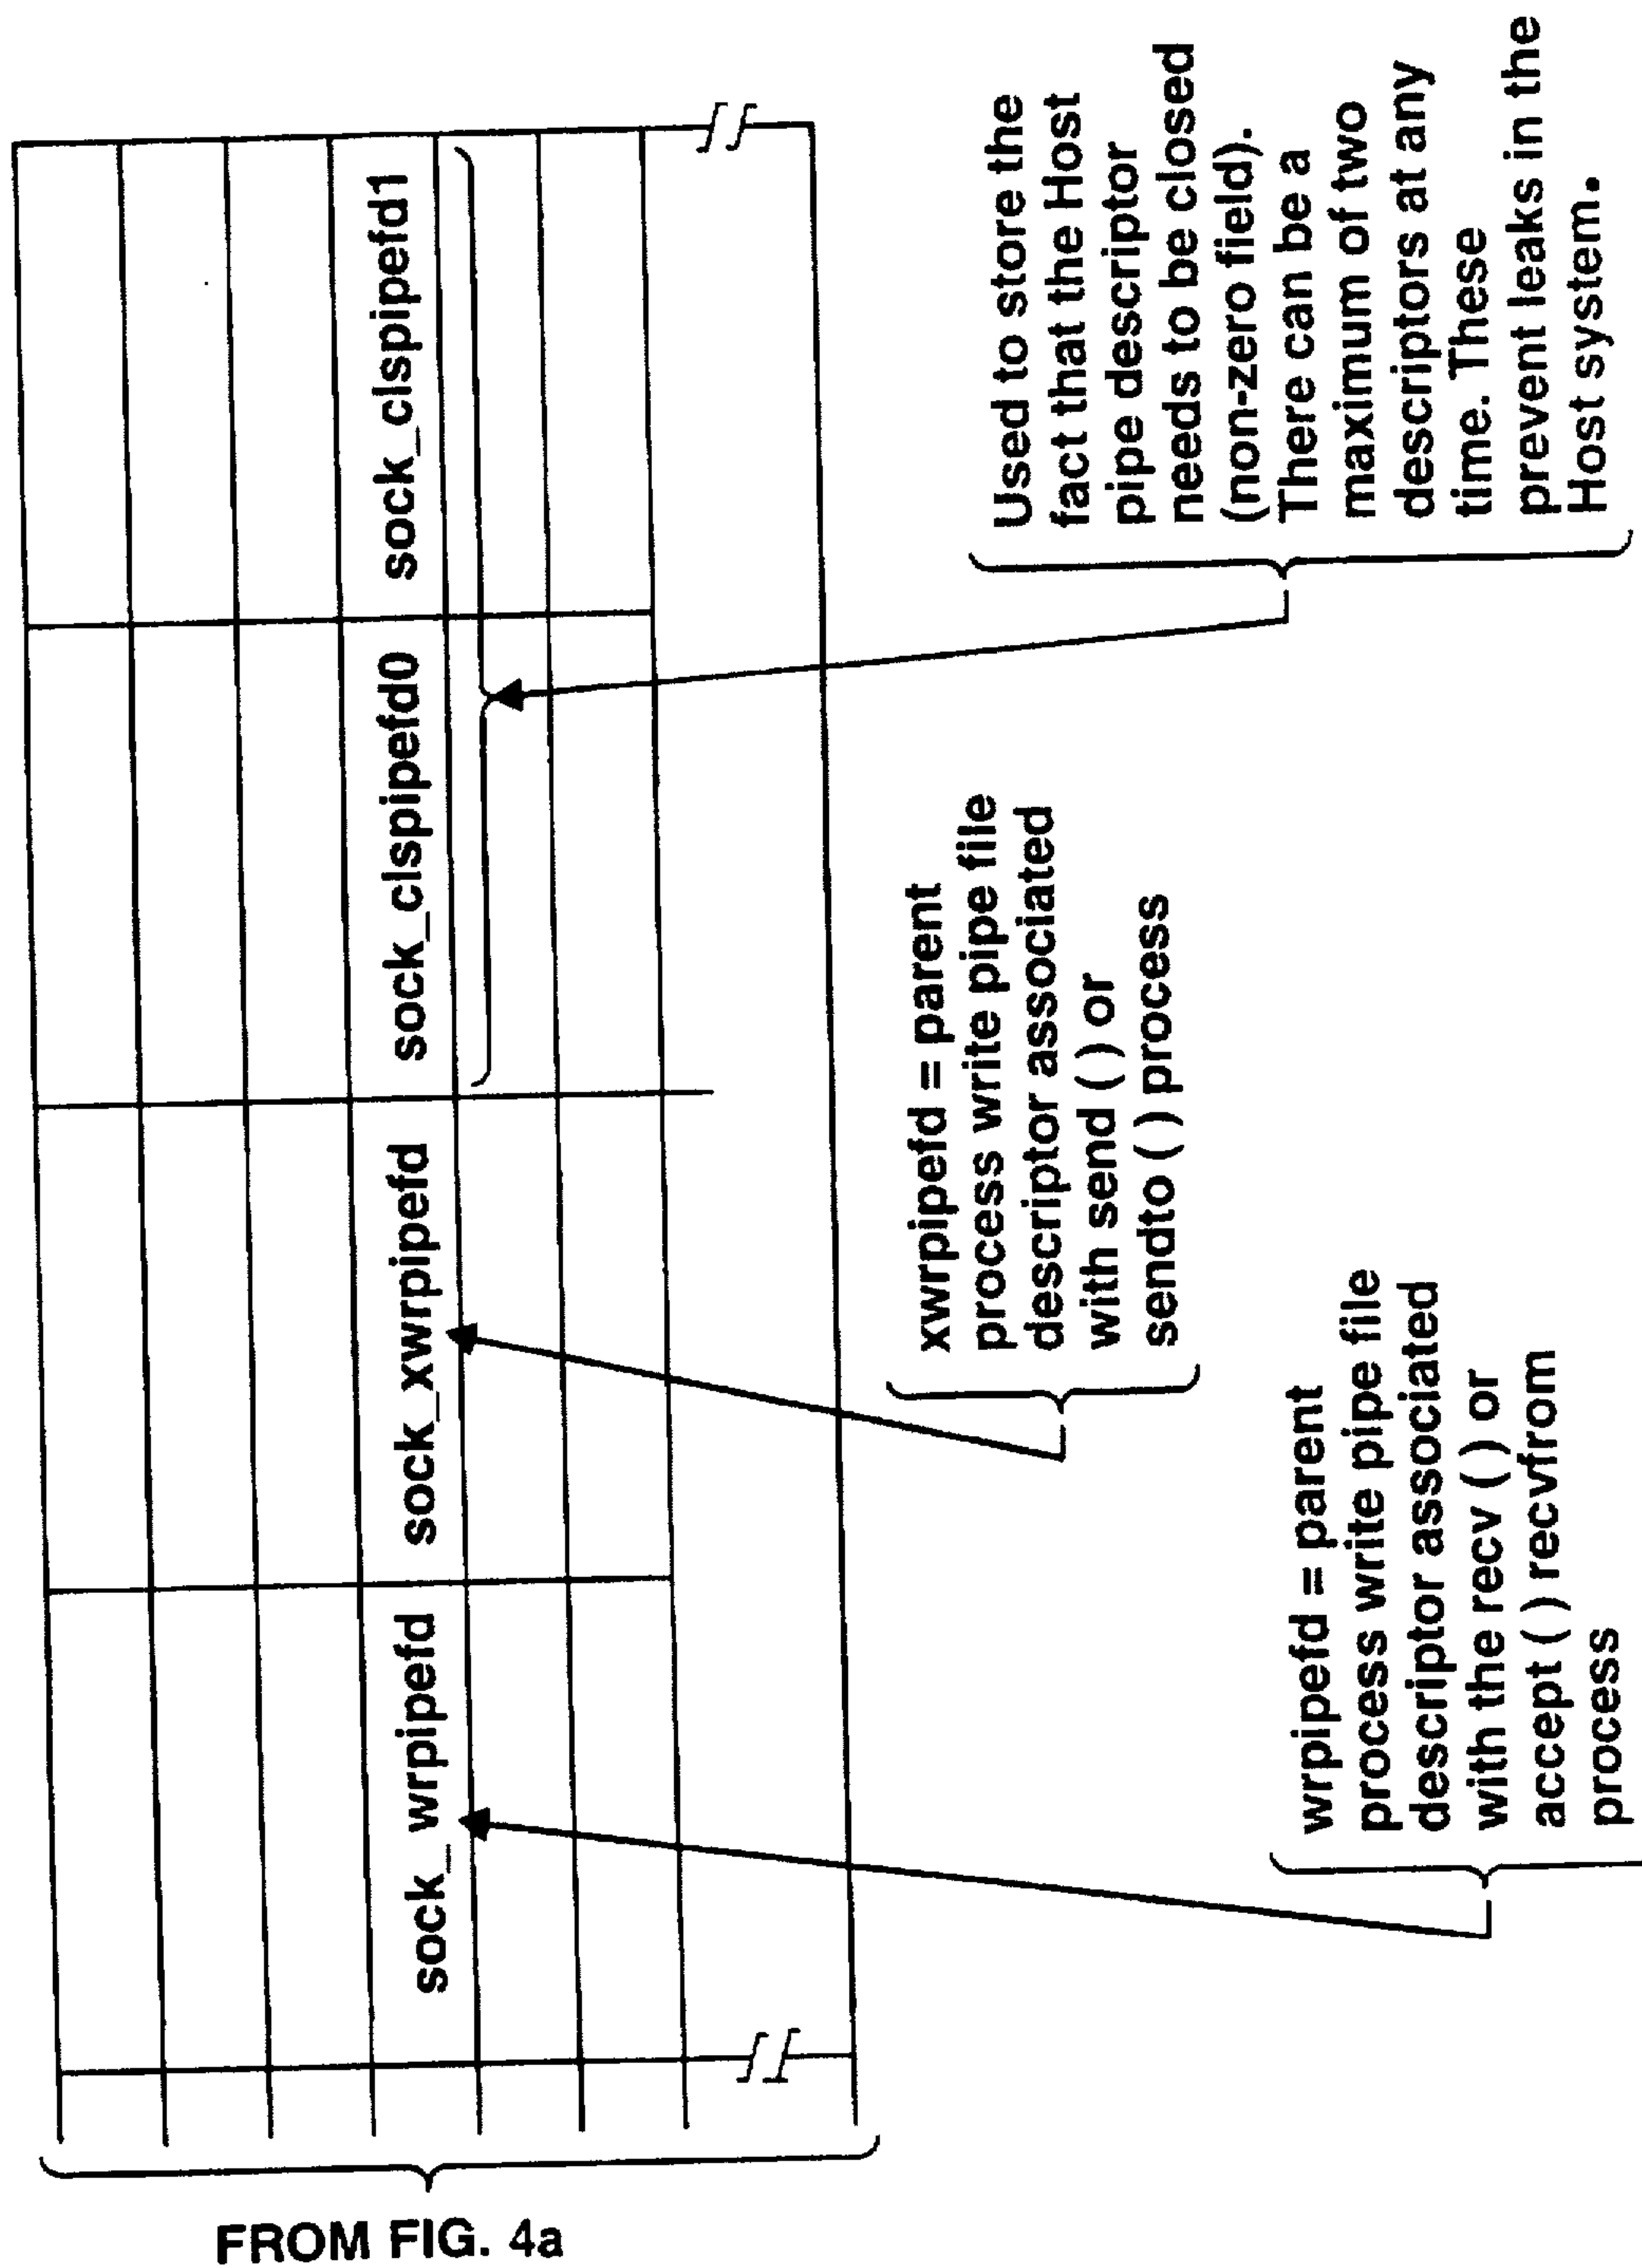 sock_wrpipefd sock_xwrpipefd sock_clspipefd0 sock_clspipefd1
FROM FIG. 4a
wrpipefd = parent
process write pipe file
descriptor associated
with the recv ( ) or
accept ( ) recvfrom
process
xwrpipefd = parent
process write pipe file
descriptor associated
with send ( ) or
sendto ( ) process
Used to store the
fact that the Host
pipe descriptor
needs to be closed
(non-zero field).
There can be a
maximum of two
descriptors at any
time. These
prevent leaks in the
Host system.